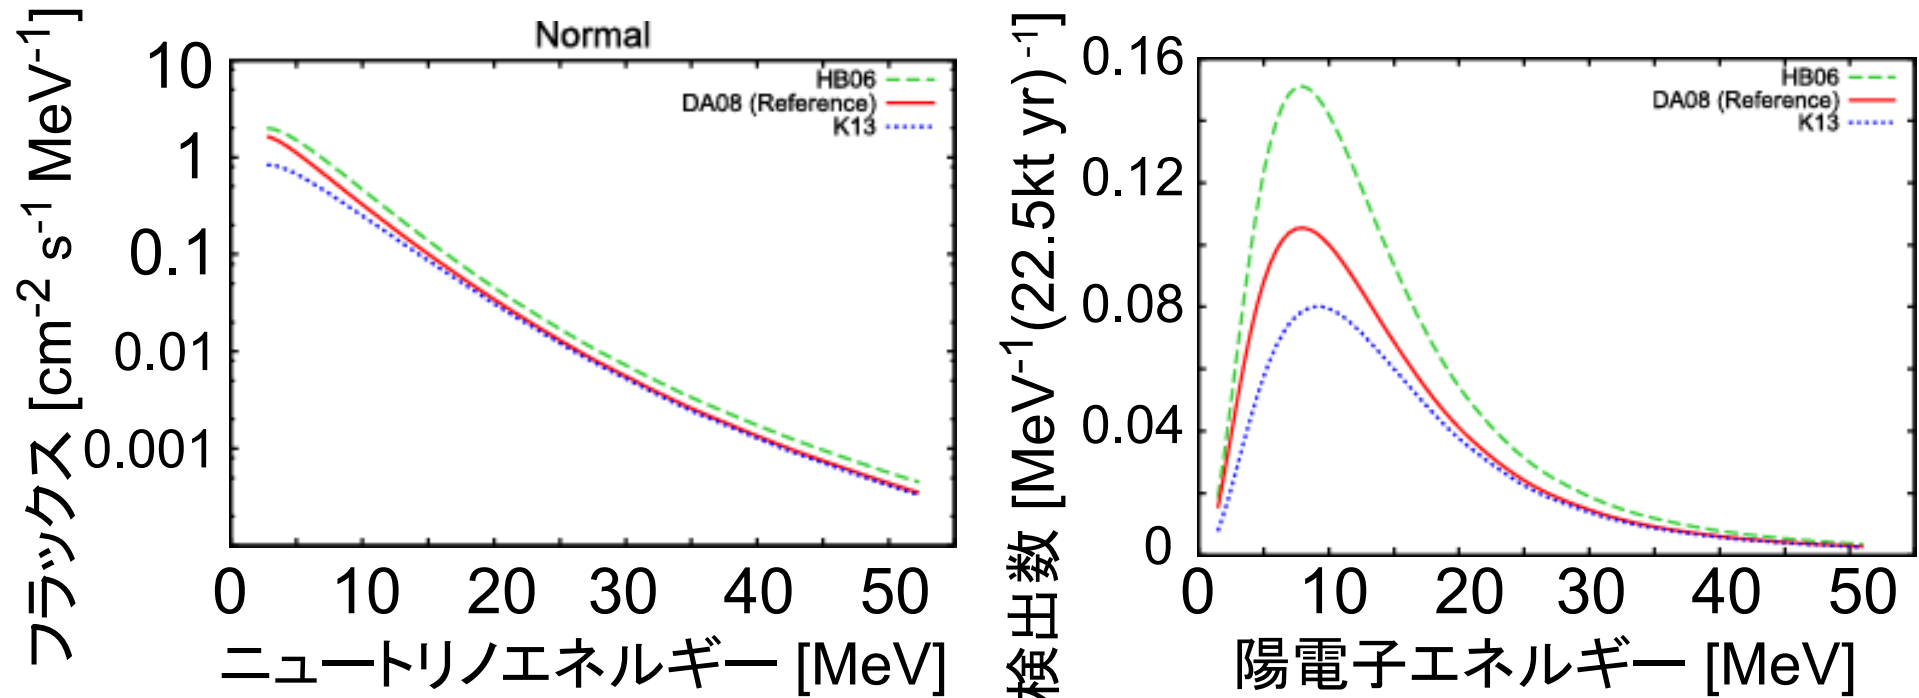 Normal
フラックス [cm-2 s-1 MeV-1]
10
1
0.1
0.01
0.001
HB06
DA08 (Reference)
K13
0 10 20 30 40 50
ニュートリノエネルギー [MeV]
検出数 [MeV-1(22.5kt yr) -1]
0.16
0.12
0.08
0.04
0
HB06
DA08 (Reference)
K13
0 10 20 30 40 50
陽電子エネルギー [MeV]